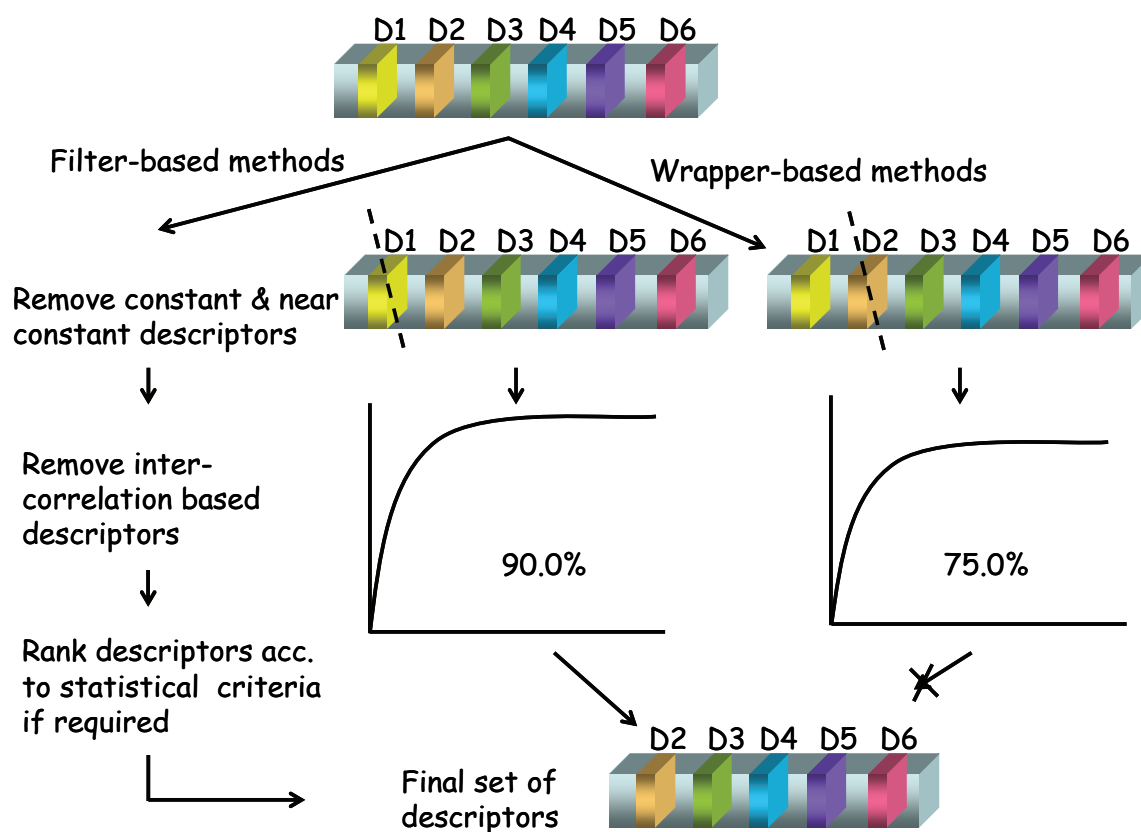 D1 D2 D3 D4 D5 D6
Filter-based methods
Wrapper-based methods
D1 D2 D3 D4 D5 D6
D1 D2 D3 D4 D5 D6
Remove constant & near
constant descriptors
Remove inter-
correlation based
descriptors
90.0%
75.0%
Rank descriptors acc.
to statistical criteria
if required
D2 D3 D4 D5 D6
Final set of
descriptors